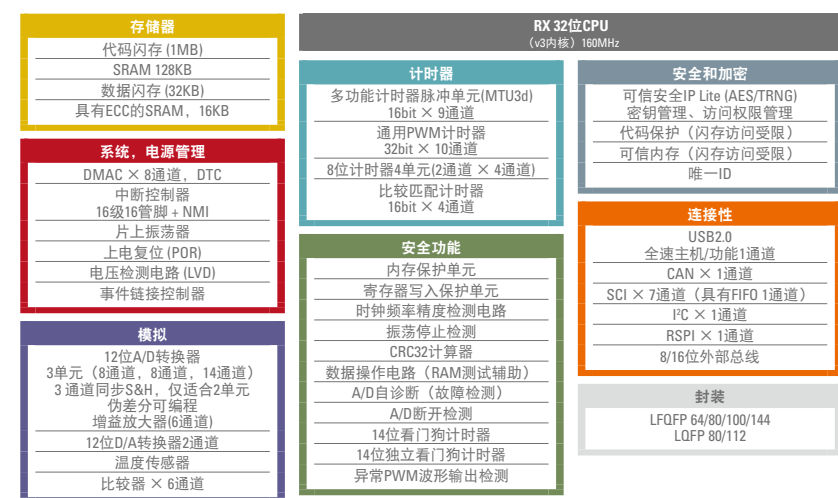 存储器
代码闪存 (1MB)
SRAM 128KB
数据闪存 (32KB)
具有ECC的SRAM，16KB
系统，电源管理
DMAC × 8通道，DTC
中断控制器
16级16管脚 + NMI
片上振荡器
上电复位 (POR)
电压检测电路 (LVD)
事件链接控制器
模拟
12位A/D转换器
3单元（8通道，8通道，14通道）
3 通道同步S&H，仅适合2单元
伪差分可编程
增益放大器(6通道)
12位D/A转换器2通道
温度传感器
比较器 × 6通道
RX 32位CPU
（v3内核）160MHz
计时器
多功能计时器脉冲单元(MTU3d)
16bit × 9通道
通用PWM计时器
32bit × 10通道
8位计时器4单元(2通道 × 4通道)
比较匹配计时器
16bit × 4通道
安全功能
内存保护单元
寄存器写入保护单元
时钟频率精度检测电路
振荡停止检测
CRC32计算器
数据操作电路（RAM测试辅助）
A/D自诊断（故障检测）
A/D断开检测
14位看门狗计时器
14位独立看门狗计时器
异常PWM波形输出检测
安全和加密
可信安全IP Lite (AES/TRNG)
密钥管理、访问权限管理
代码保护（闪存访问受限）
可信内存（闪存访问受限）
唯一ID
连接性
USB2.0
全速主机/功能1通道
CAN × 1通道
SCI × 7通道（具有FIFO 1通道）
I²C × 1通道
RSPI × 1通道
8/16位外部总线
封装
LFQFP 64/80/100/144
LQFP 80/112